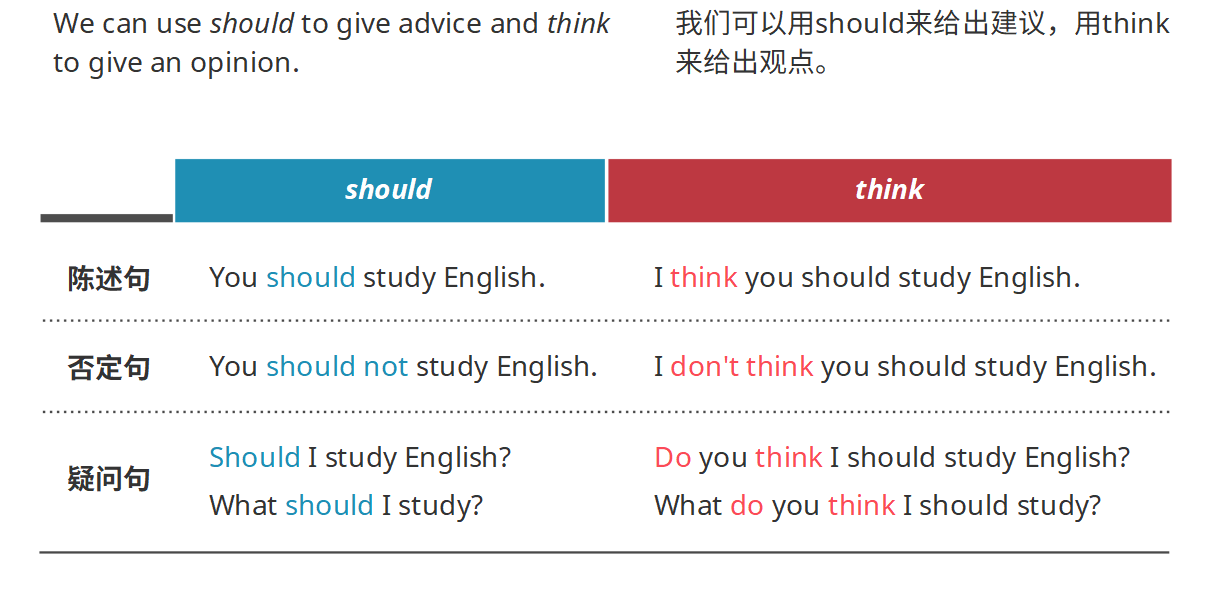 We can use should to give advice and think
to give an opinion.
我们可以用should来给出建议，用think
来给出观点。
should think
陈述句 You should study English. I think you should study English.
否定句 You should not study English. I don't think you should study English.
疑问句
Should I study English? Do you think I should study English?
What should I study? What do you think I should study?